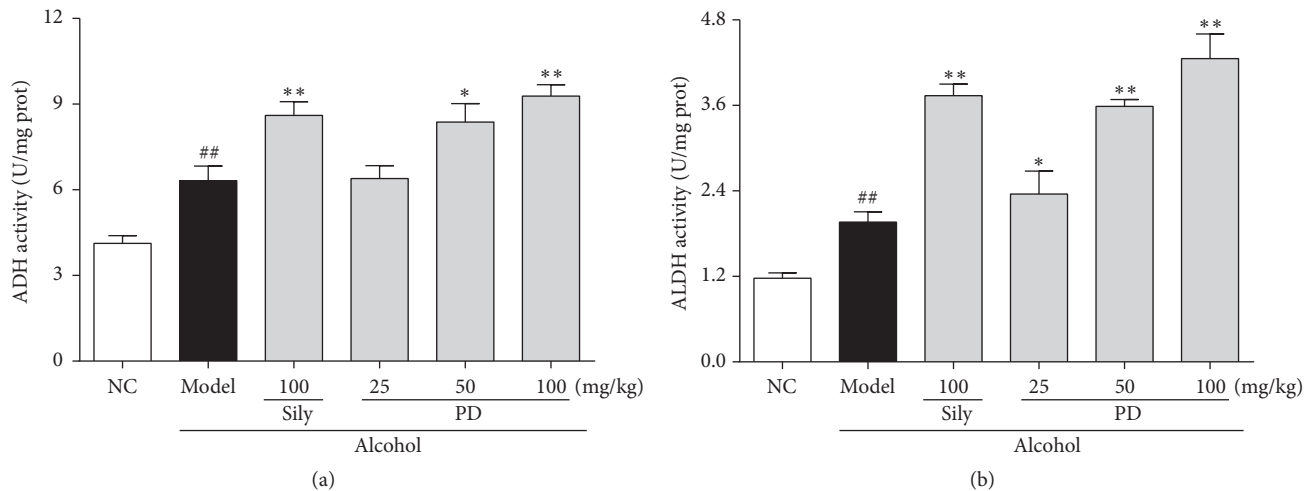 12
9
6
3
0
ADH activity (U/mg prot)
##
**
*
**
NC Model 100 25 50 100 (mg/kg)
Sily PD
Alcohol
(a)
4.8
3.6
2.4
1.2
0.0
ALDH activity (U/mg prot)
##
**
*
**
**
NC Model 100 25 50 100 (mg/kg)
Sily PD
Alcohol
(b)